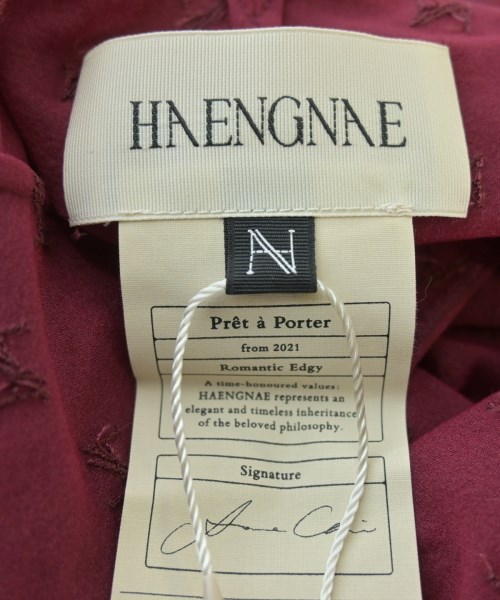 HAENGNAE
Prêt à Porter
from 2021
Romantic Edgy
A time-honoured values:
HAENGNAE represents an
elegant and timeless inheritance
of the beloved philosophy.
Signature